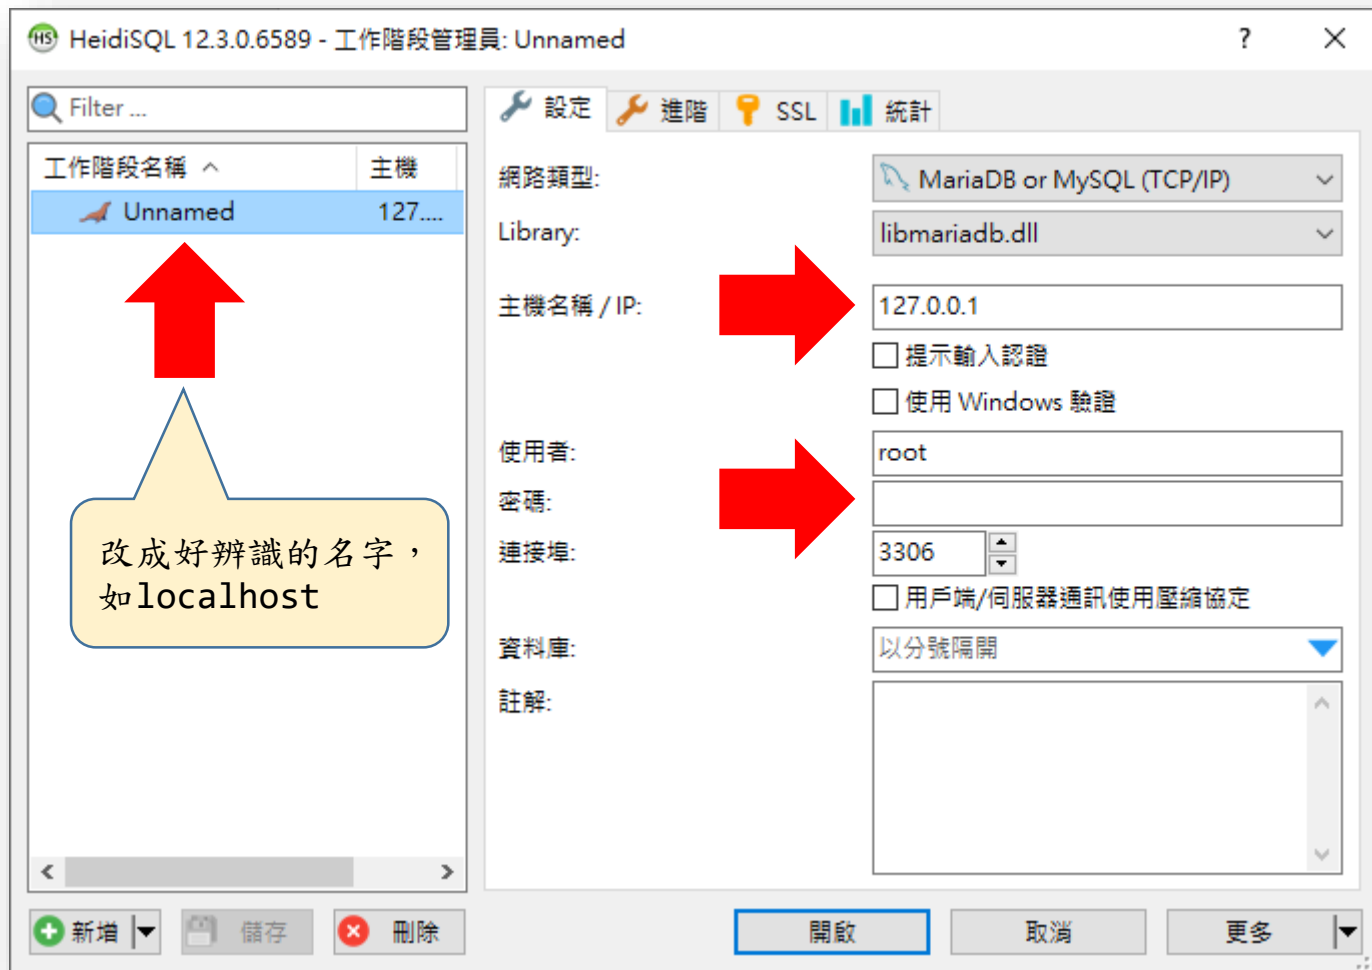 HeidiSQL 12.3.0.6589 - 工作階段管理員: Unnamed
Filter ...
設定 進階 SSL 統計
工作階段名稱 主機
Unnamed 127....
網路類型: MariaDB or MySQL (TCP/IP)
Library: libmariadb.dll
主機名稱 / IP: 127.0.0.1
提示輸入認證
使用 Windows 驗證
使用者: root
密碼:
連接埠: 3306
用戶端/伺服器通訊使用壓縮協定
資料庫: 以分號隔開
註解:
改成好辨識的名字，
如localhost
新增 儲存 刪除 開啟 取消 更多